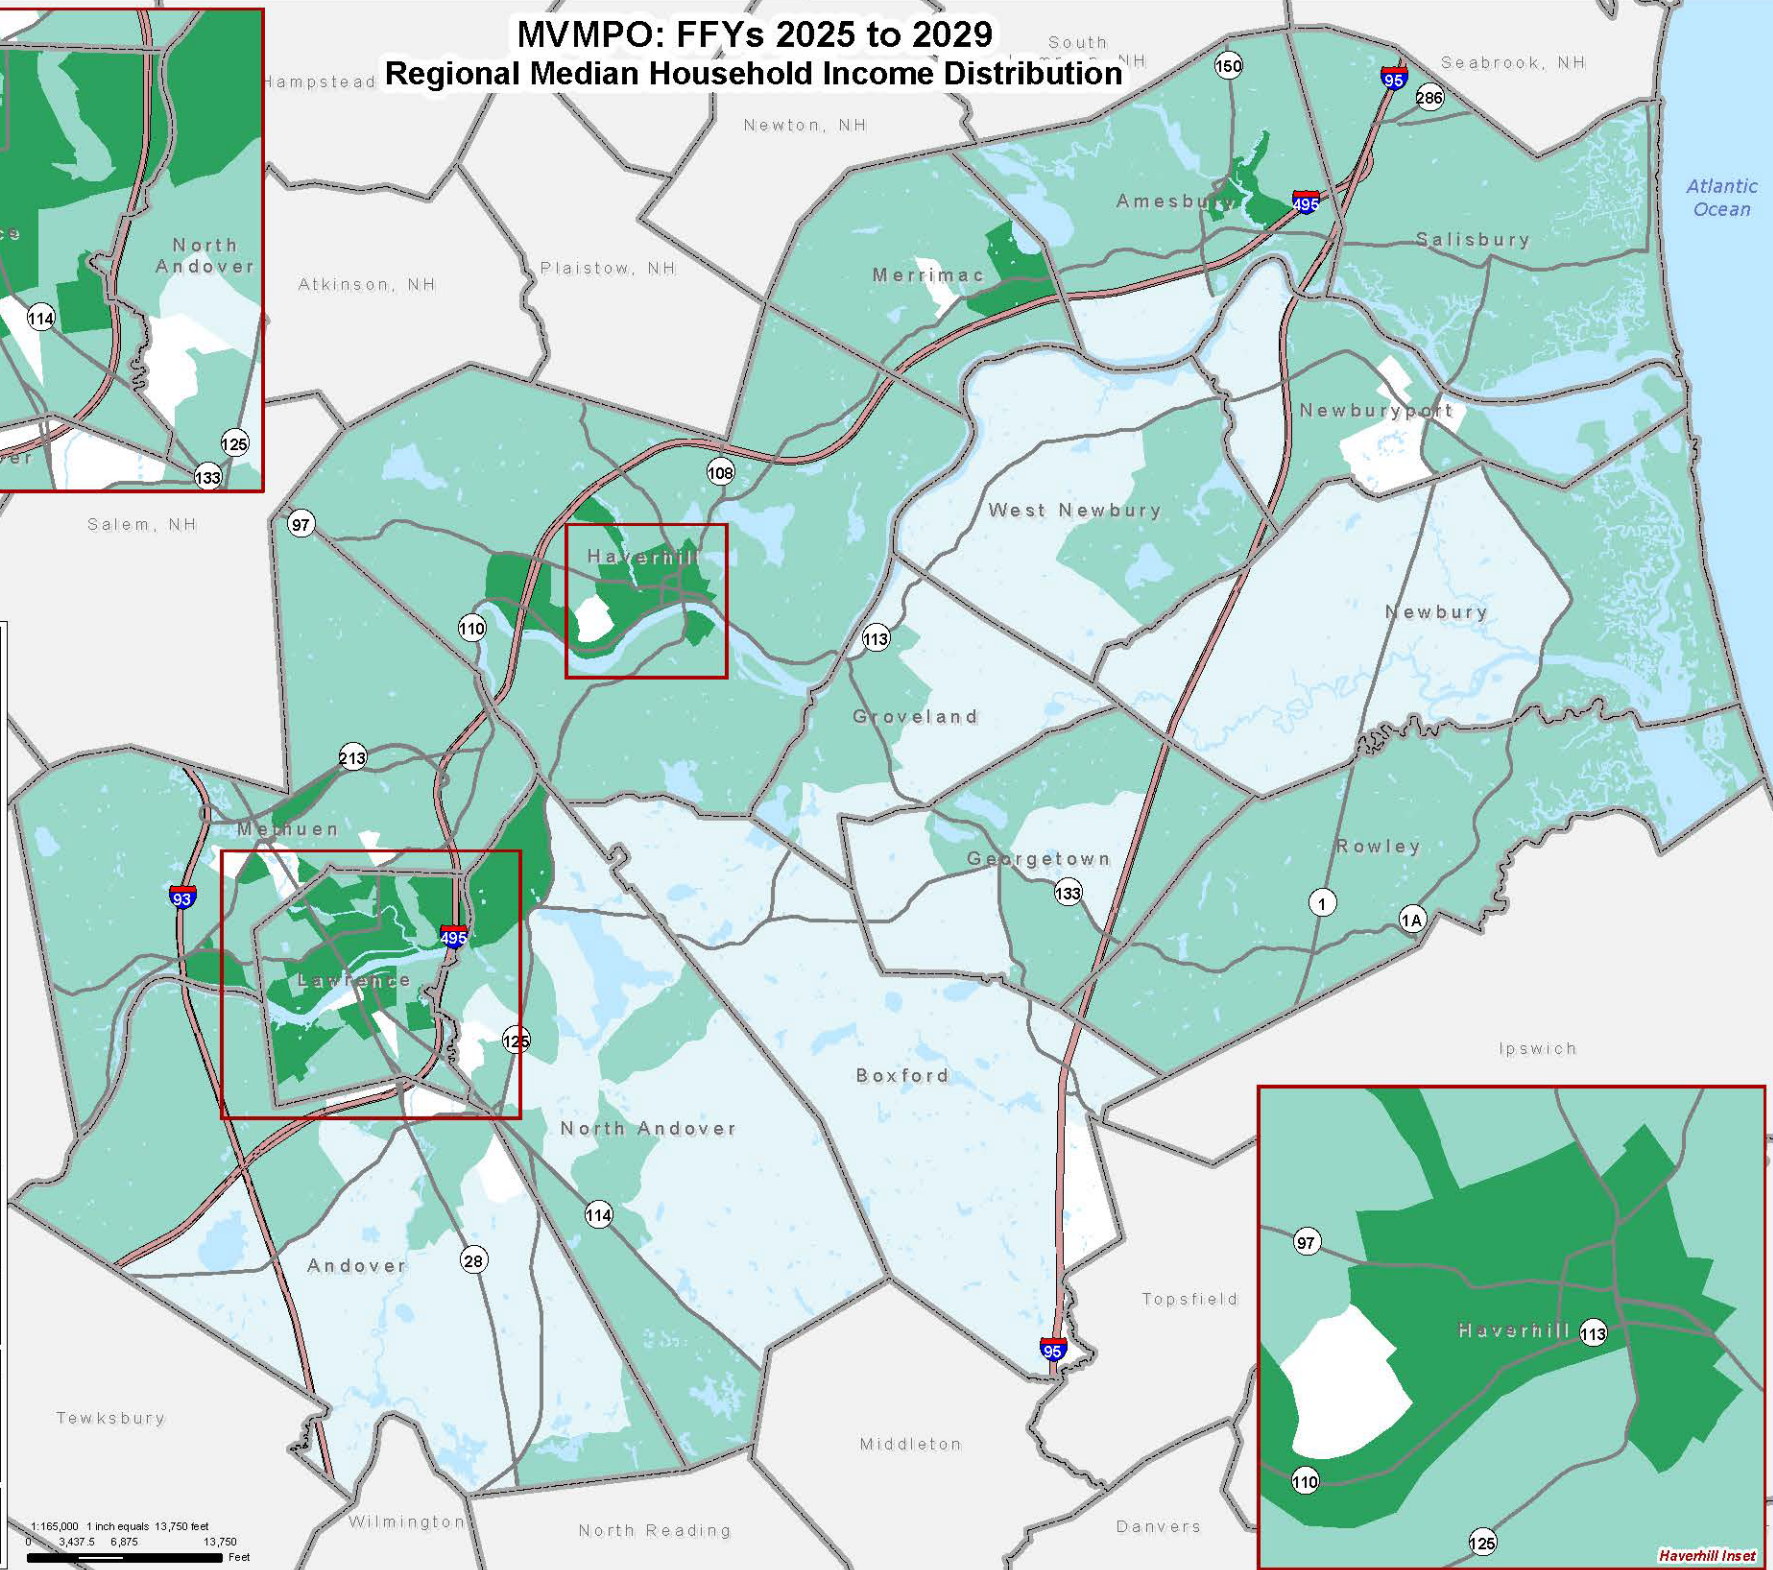 MVMPO: FFYs 2025 to 2029
Regional Median Household Income Distribution
South
NH
150
95
Seabrook, NH
286
Hampstead
Newton, NH
Atlantic
Ocean
Amesbury
495
Salisbury
North
Andover
Merrimac
Plaistow, NH
Atkinson, NH
114
Newburyport
125
133
108
97
Salem, NH
West Newbury
Haverhill
110
113
Newbury
Groveland
213
Methuen
Rowley
Georgetown
133
93
1
1A
495
Lawrence
125
Ipswich
Boxford
North Andover
114
28
Andover
Topsfield
97
Haverhill
113
95
Tewksbury
Middleton
110
Wilmington
North Reading
Danvers
125
1:165,000 1 inch equals 13,750 feet
0 3,437.5 6,875 13,750
Feet
Haverhill Inset